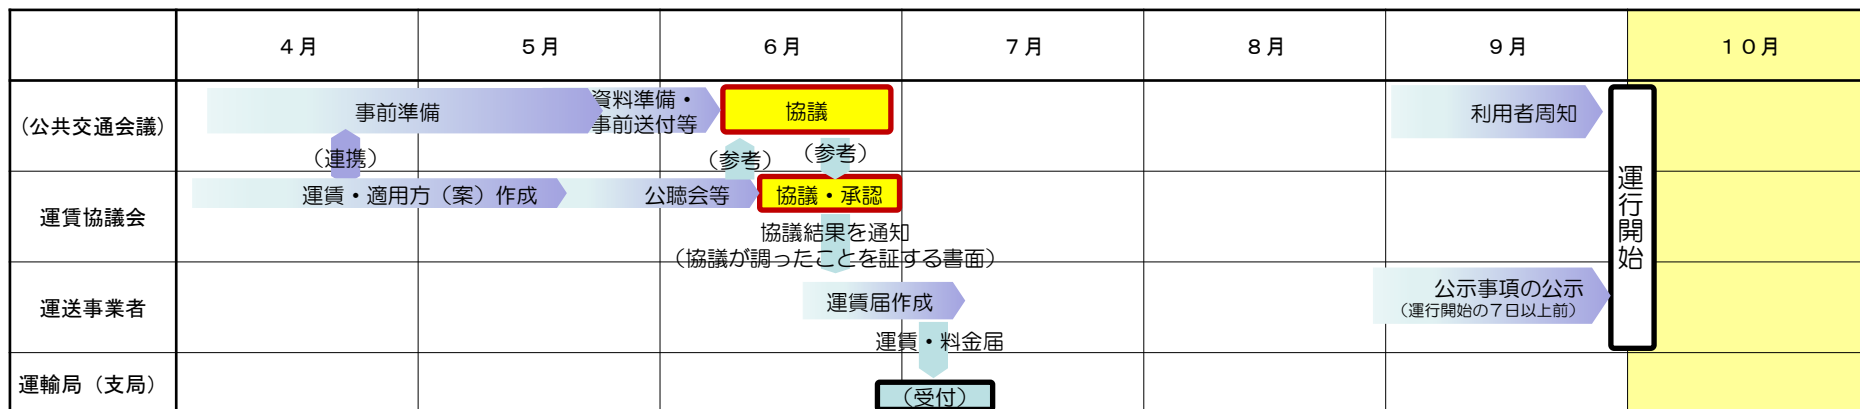 ４月
５月
６月
７月
８月
９月
１０月
（公共交通会議）
事前準備
資料準備・
事前送付等
協議
利用者周知
（連携）
（参考）
（参考）
運行開始
運賃協議会
運賃・適用方（案）作成
公聴会等
協議・承認
協議結果を通知
（協議が調ったことを証する書面）
運送事業者
運賃届作成
公示事項の公示
（運行開始の７日以上前）
運賃・料金届
運輸局（支局）
（受付）